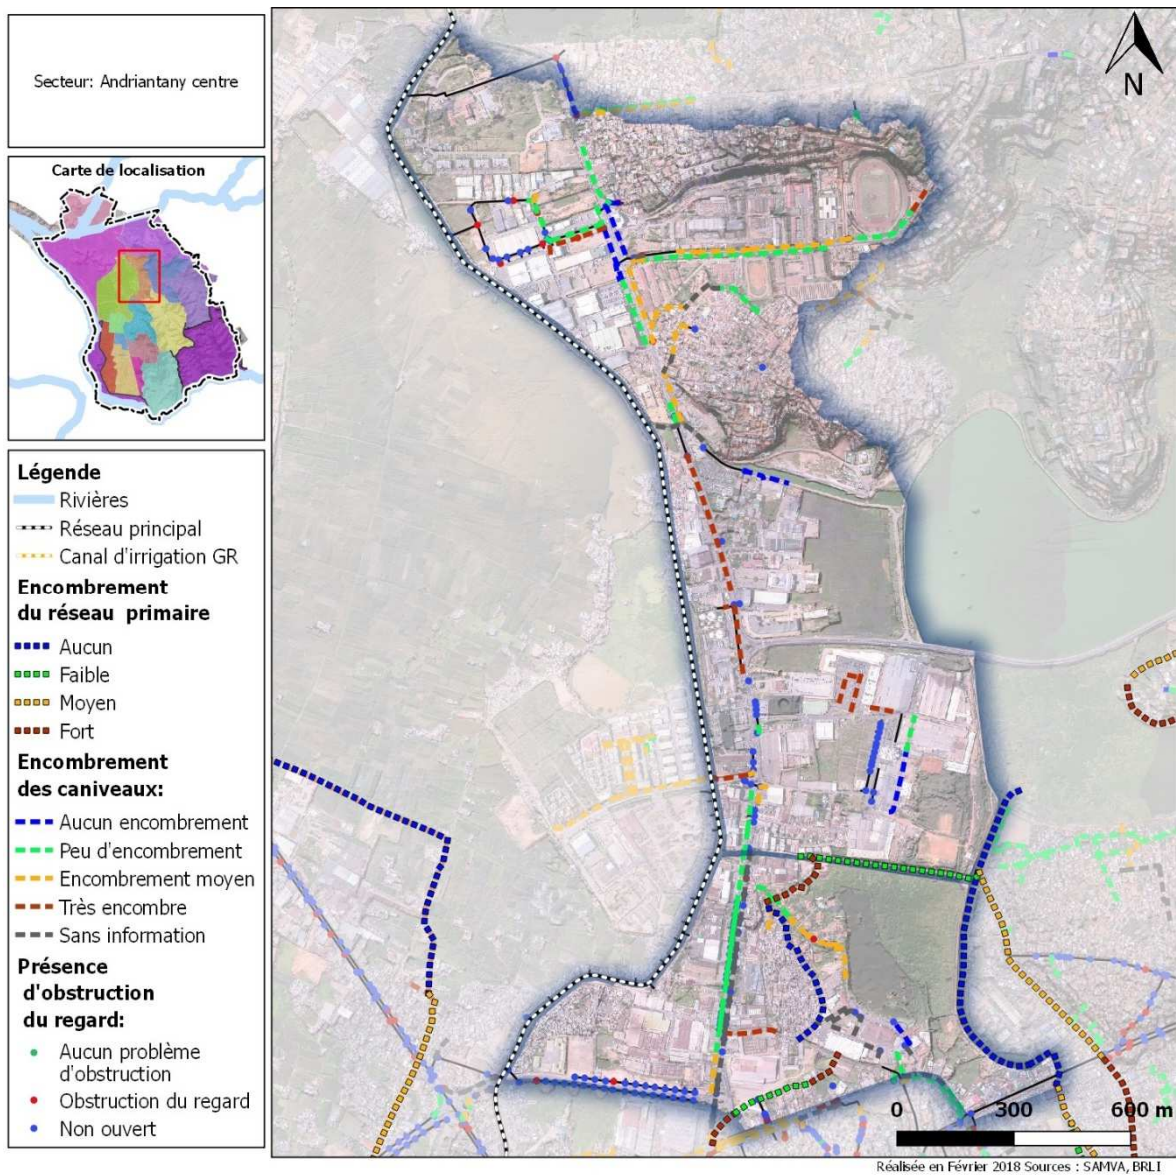 Secteur: Andriantany centre
Carte de localisation
Légende
Rivières
Réseau principal
Canal d'irrigation GR
Encombrement
du réseau primaire
Aucun
Faible
Moyen
Fort
Encombrement
des caniveaux:
Aucun encombrement
Peu d'encombrement
Encombrement moyen
Très encombre
Sans information
Présence
d'obstruction
du regard:
Aucun problème
d'obstruction
Obstruction du regard
Non ouvert
N
0 300 600 m
Réalisée en Février 2018 Sources : SAMVA, BRLI